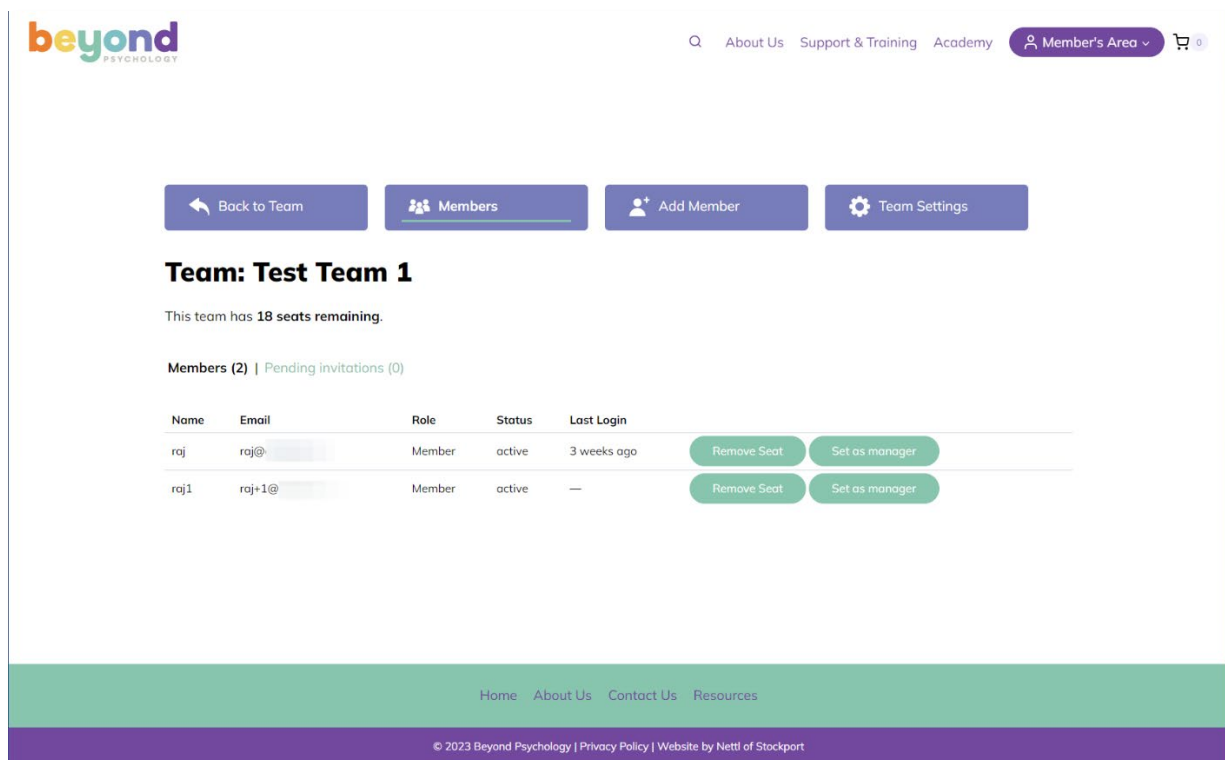 beyond
PSYCHOLOGY
About Us Support & Training Academy Member's Area 0
Back to Team Members Add Member Team Settings
Team: Test Team 1
This team has 18 seats remaining.
Members (2) | Pending invitations (0)
Name Email Role Status Last Login
raj raj@ Member active 3 weeks ago Remove Seat Set as manager
raj1 raj+1@ Member active — Remove Seat Set as manager
Home About Us Contact Us Resources
© 2023 Beyond Psychology | Privacy Policy | Website by Nettl of Stockport